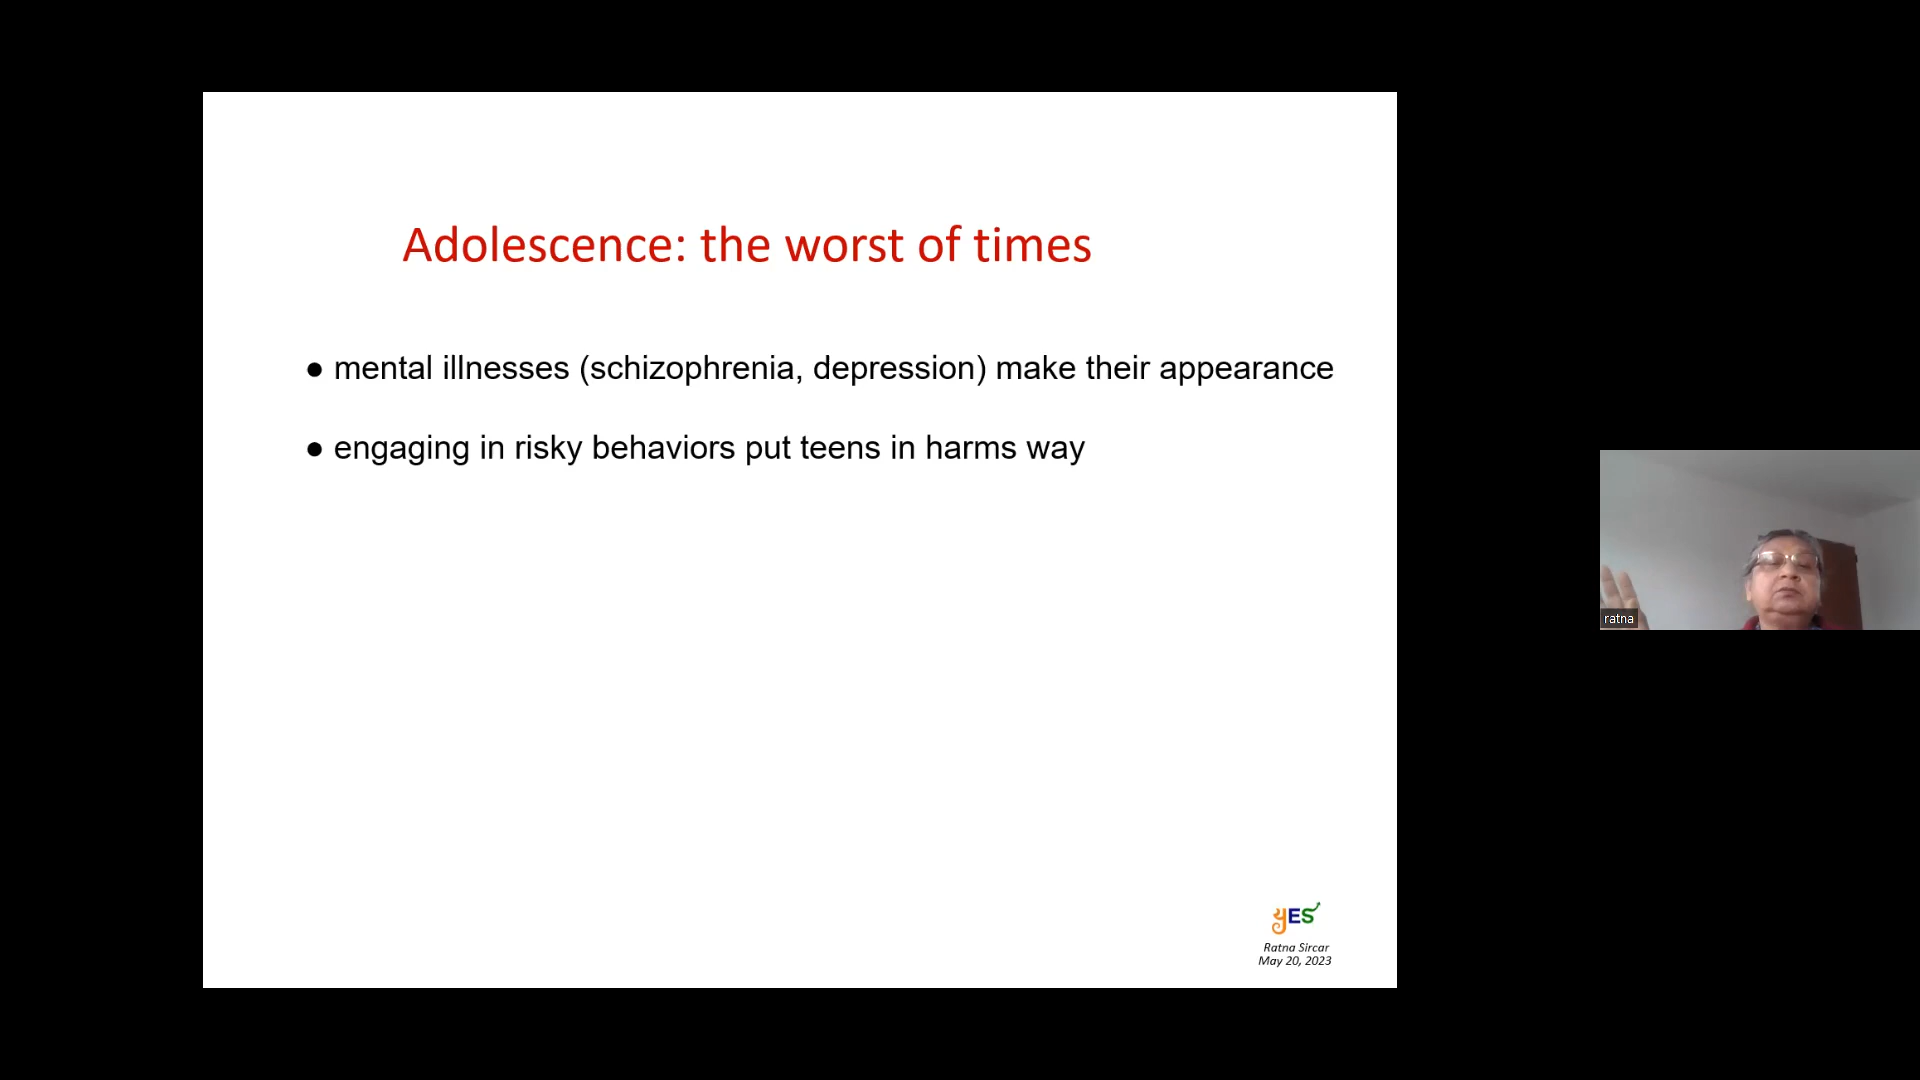 Adolescence: the worst of times
● mental illnesses (schizophrenia, depression) make their appearance
● engaging in risky behaviors put teens in harms way
ratna
યES
Ratna Sircar
May 20, 2023